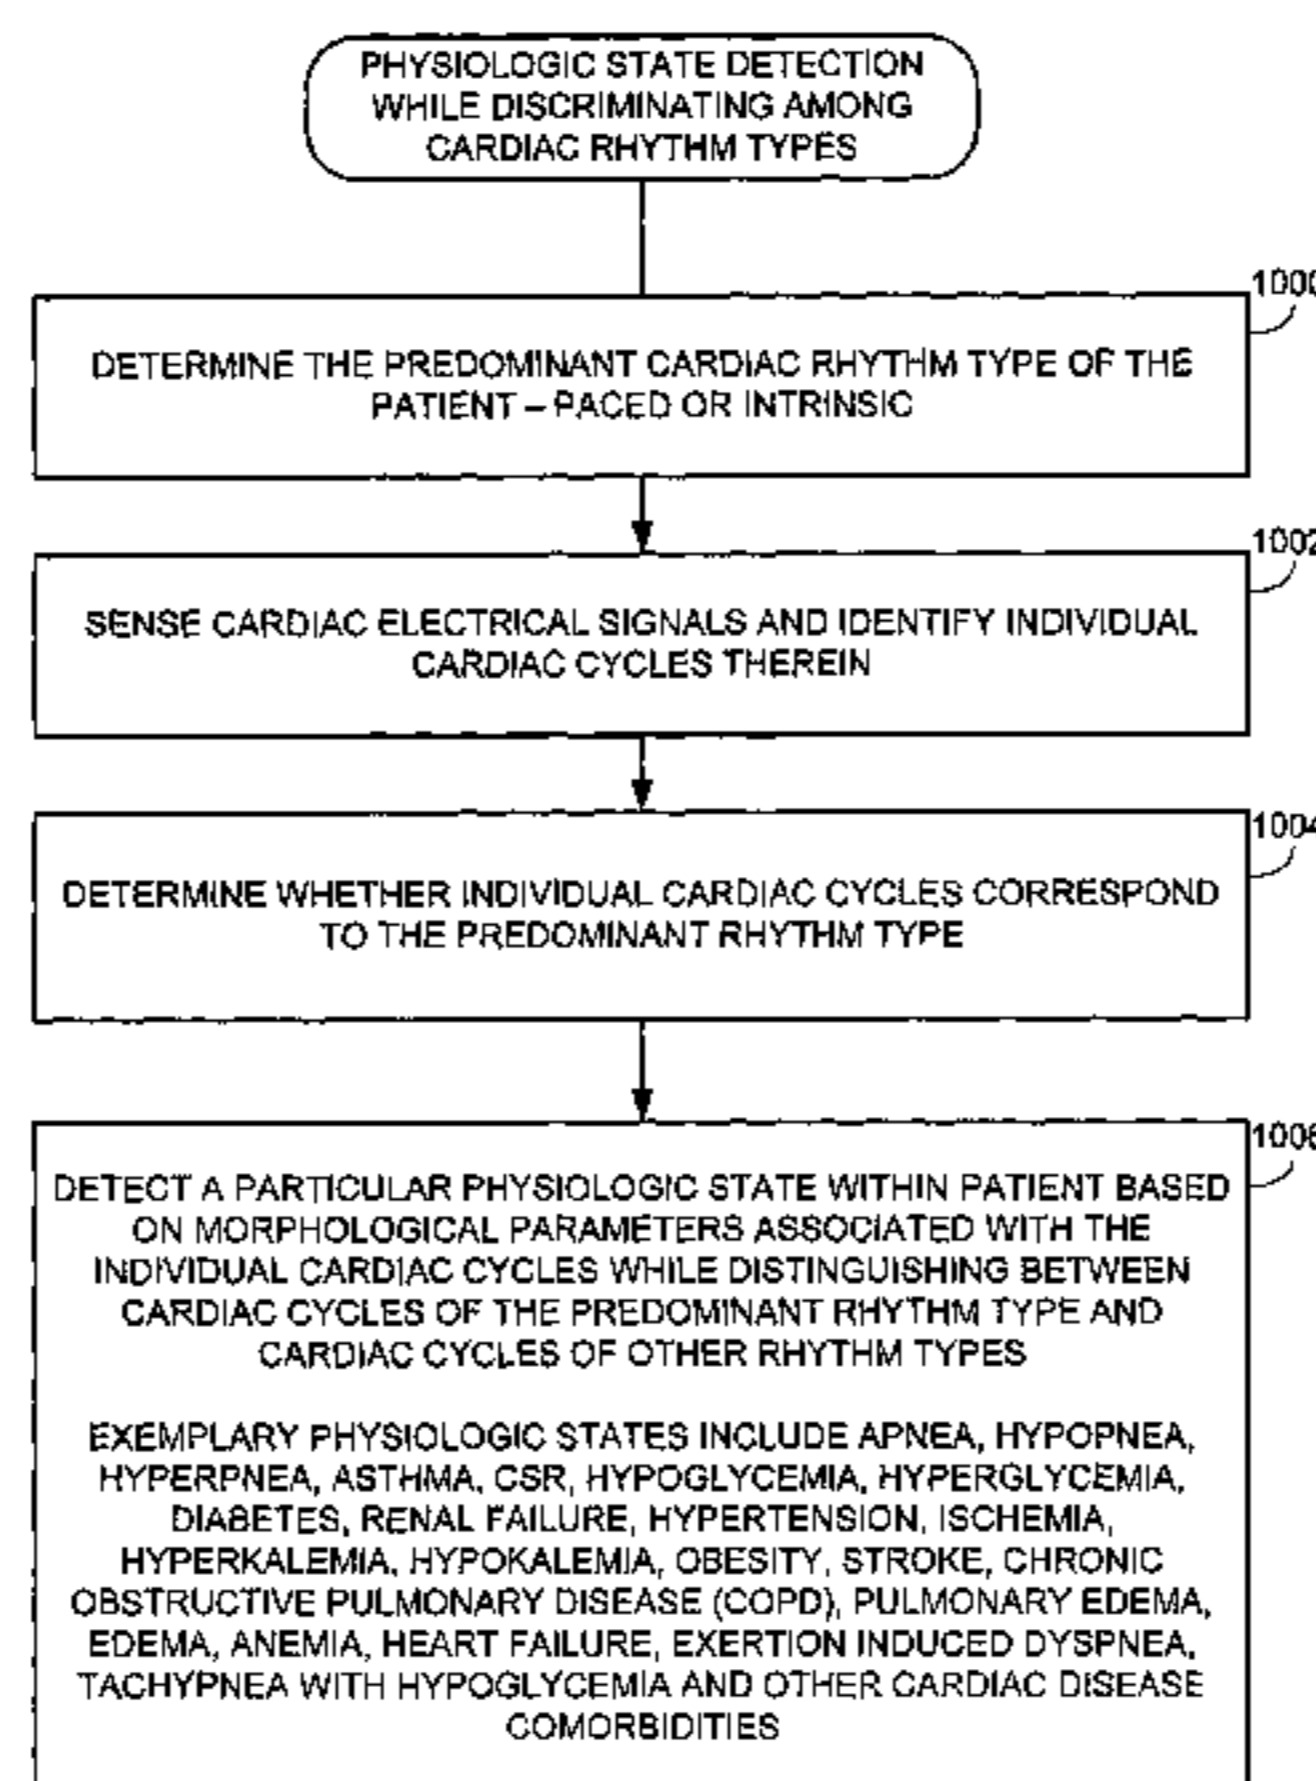 PHYSIOLOGIC STATE DETECTION
WHILE DISCRIMINATING AMONG
CARDIAC RHYTHM TYPES
1000
DETERMINE THE PREDOMINANT CARDIAC RHYTHM TYPE OF THE
PATIENT – PACED OR INTRINSIC
1002
SENSE CARDIAC ELECTRICAL SIGNALS AND IDENTIFY INDIVIDUAL
CARDIAC CYCLES THEREIN
1004
DETERMINE WHETHER INDIVIDUAL CARDIAC CYCLES CORRESPOND
TO THE PREDOMINANT RHYTHM TYPE
1006
DETECT A PARTICULAR PHYSIOLOGIC STATE WITHIN PATIENT BASED
ON MORPHOLOGICAL PARAMETERS ASSOCIATED WITH THE
INDIVIDUAL CARDIAC CYCLES WHILE DISTINGUISHING BETWEEN
CARDIAC CYCLES OF THE PREDOMINANT RHYTHM TYPE AND
CARDIAC CYCLES OF OTHER RHYTHM TYPES
EXEMPLARY PHYSIOLOGIC STATES INCLUDE APNEA, HYPOPNEA,
HYPERPNEA, ASTHMA, CSR, HYPOGLYCEMIA, HYPERGLYCEMIA,
DIABETES, RENAL FAILURE, HYPERTENSION, ISCHEMIA,
HYPERKALEMIA, HYPOKALEMIA, OBESITY, STROKE, CHRONIC
OBSTRUCTIVE PULMONARY DISEASE (COPD), PULMONARY EDEMA,
EDEMA, ANEMIA, HEART FAILURE, EXERTION INDUCED DYSPNEA,
TACHYPNEA WITH HYPOGLYCEMIA AND OTHER CARDIAC DISEASE
COMORBIDITIES